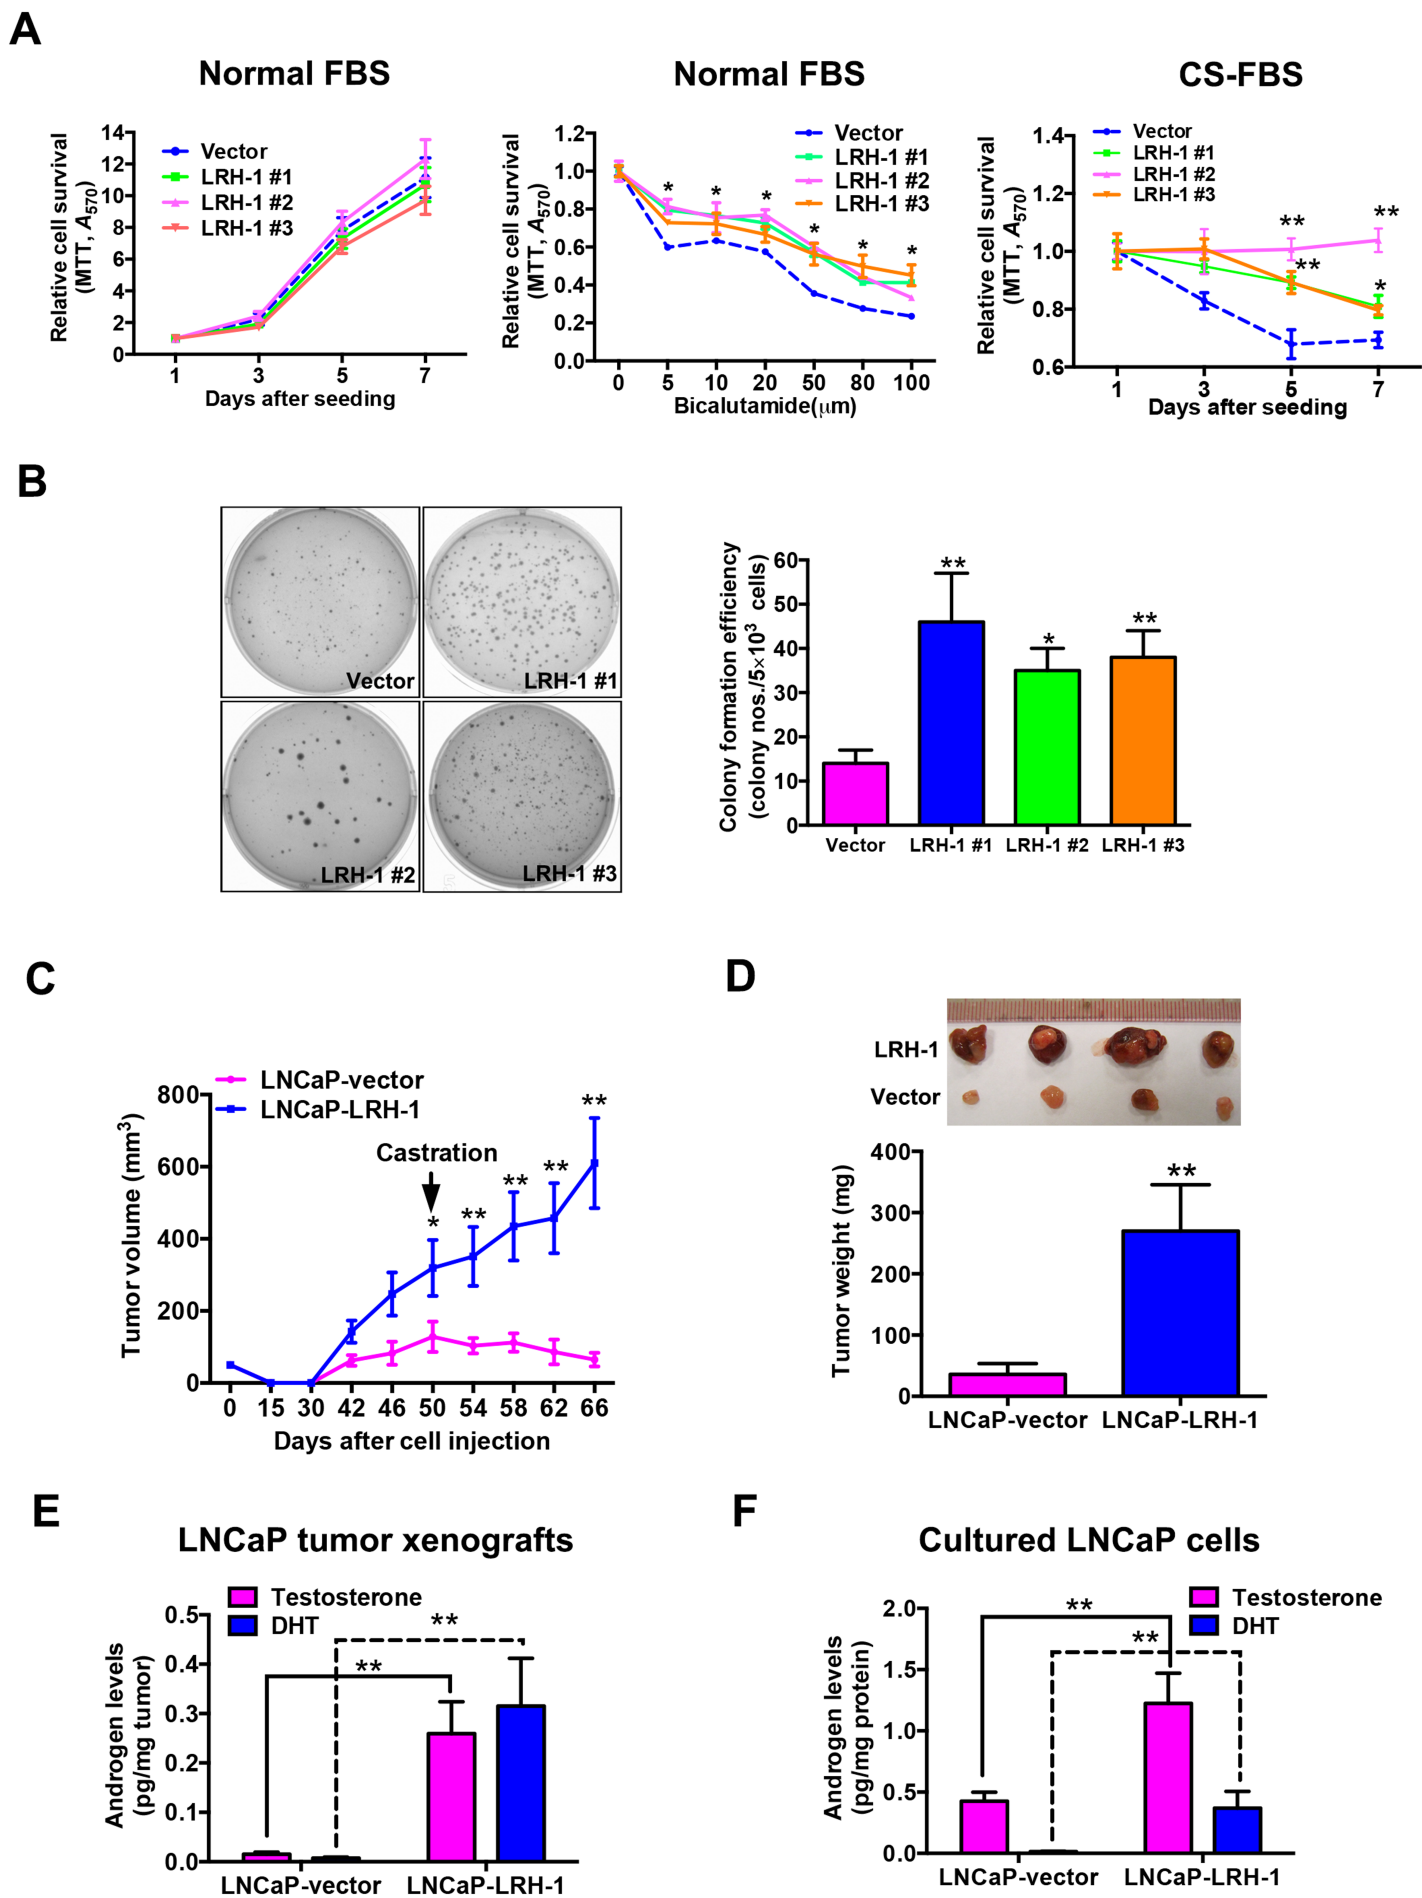 A
Normal FBS
Relative cell survival
(MTT, A570)
14
12
10
8
6
4
2
0
Vector
LRH-1 #1
LRH-1 #2
LRH-1 #3
1 3 5 7
Days after seeding
Normal FBS
Relative cell survival
(MTT, A570)
1.2
1.0
0.8
0.6
0.4
0.2
0.0
Vector
LRH-1 #1
LRH-1 #2
LRH-1 #3
* * * * * *
0 5 10 20 50 80 100
Bicalutamide(μm)
CS-FBS
Relative cell survival
(MTT, A570)
1.4
1.2
1.0
0.8
0.6
Vector
LRH-1 #1
LRH-1 #2
LRH-1 #3
** **
**
*
1 3 5 7
Days after seeding
B
Vector
LRH-1 #1
LRH-1 #2
LRH-1 #3
Colony formation efficiency
(colony nos./5×10³ cells)
60
50
40
30
20
10
0
** * **
Vector LRH-1 #1 LRH-1 #2 LRH-1 #3
C
LNCaP-vector
LNCaP-LRH-1
Tumor volume (mm³)
800
600
400
200
0
Castration
* ** ** ** **
0 15 30 42 46 50 54 58 62 66
Days after cell injection
D
LRH-1
Vector
Tumor weight (mg)
400
300
200
100
0
**
LNCaP-vector LNCaP-LRH-1
E
LNCaP tumor xenografts
Testosterone
DHT
Androgen levels
(pg/mg tumor)
0.5
0.4
0.3
0.2
0.1
0.0
**
**
LNCaP-vector LNCaP-LRH-1
F
Cultured LNCaP cells
Testosterone
DHT
Androgen levels
(pg/mg protein)
2.0
1.5
1.0
0.5
0.0
**
**
LNCaP-vector LNCaP-LRH-1